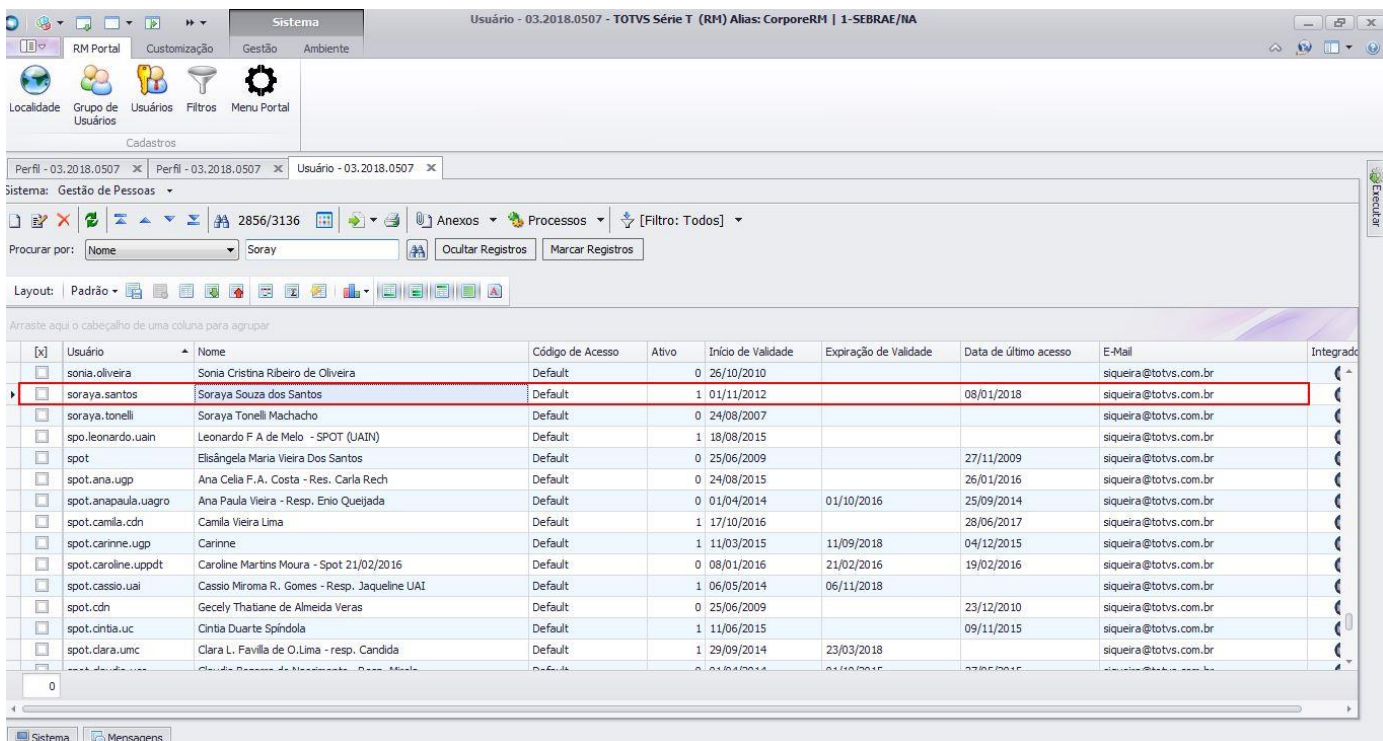 Sistema
Usuário - 03.2018.0507 - TOTVS Série T (RM) Alias: CorporeRM | 1-SEBRAE/NA
RM Portal Customização Gestão Ambiente
Localidade Grupo de Usuários Usuários Filtros Menu Portal
Cadastros
Perfil - 03.2018.0507 Perfil - 03.2018.0507 Usuário - 03.2018.0507
Executar
Sistema: Gestão de Pessoas
2856/3136 Anexos Processos [Filtro: Todos]
Procurar por: Nome Soray Ocultar Registros Marcar Registros
Layout: Padrão
Arraste aqui o cabeçalho de uma coluna para agrupar
[x] Usuário Nome Código de Acesso Ativo Início de Validade Expiração de Validade Data de último acesso E-Mail Integrado
sonia.oliveira Sonia Cristina Ribeiro de Oliveira Default 0 26/10/2010 siqueira@totvs.com.br
soraya.santos Soraya Souza dos Santos Default 1 01/11/2012 08/01/2018 siqueira@totvs.com.br
soraya.tonelli Soraya Tonelli Machacho Default 0 24/08/2007 siqueira@totvs.com.br
spo.leonardo.uain Leonardo F A de Melo - SPOT (UAIN) Default 1 18/08/2015 siqueira@totvs.com.br
spot Elisângela Maria Vieira Dos Santos Default 0 25/06/2009 27/11/2009 siqueira@totvs.com.br
spot.ana.ugp Ana Celia F.A. Costa - Res. Carla Rech Default 0 24/08/2015 26/01/2016 siqueira@totvs.com.br
spot.anapaula.uagro Ana Paula Vieira - Resp. Enio Queijada Default 0 01/04/2014 01/10/2016 25/09/2014 siqueira@totvs.com.br
spot.camila.cdn Camila Vieira Lima Default 1 17/10/2016 28/06/2017 siqueira@totvs.com.br
spot.carinne.ugp Carinne Default 1 11/03/2015 11/09/2018 04/12/2015 siqueira@totvs.com.br
spot.caroline.uppdt Caroline Martins Moura - Spot 21/02/2016 Default 0 08/01/2016 21/02/2016 19/02/2016 siqueira@totvs.com.br
spot.cassio.uai Cassio Miroma R. Gomes - Resp. Jaqueline UAI Default 1 06/05/2014 06/11/2018 siqueira@totvs.com.br
spot.cdn Gecely Thatiane de Almeida Veras Default 0 25/06/2009 23/12/2010 siqueira@totvs.com.br
spot.cintia.uc Cintia Duarte Spíndola Default 1 11/06/2015 09/11/2015 siqueira@totvs.com.br
spot.clara.umc Clara L. Favilla de O.Lima - resp. Candida Default 1 29/09/2014 23/03/2018 siqueira@totvs.com.br
0
Sistema Mensagens